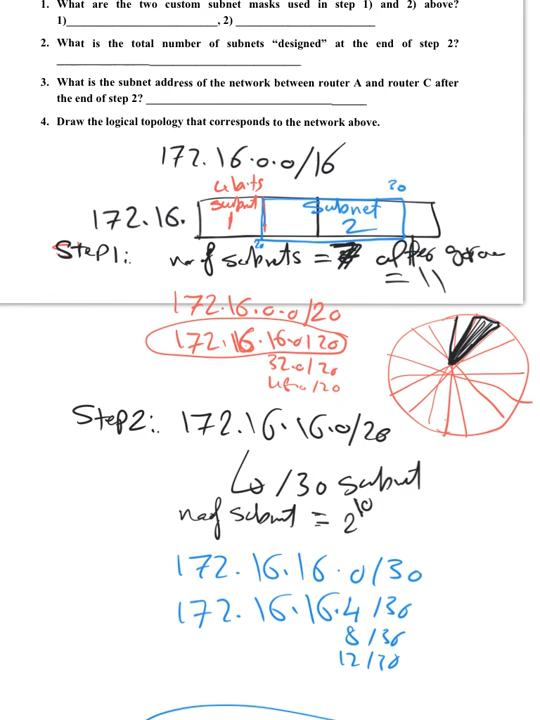 1. What are the two custom subnet masks used in step 1) and 2) above?
1)____________________, 2) ____________________
2. What is the total number of subnets “designed” at the end of step 2?
___________________________________
3. What is the subnet address of the network between router A and router C after
the end of step 2? ________________________________
4. Draw the logical topology that corresponds to the network above.
172.16.0.0/16
4 bits
20
172.16. subnet 1 Subnet 2
Step1: nr of subnets = after
= 11
172.16.0.0/20
172.16.16.0/20
32.0/20
/20
Step2: 172.16.16.0/20
/30 subnet
nr of subnet = 2^10
172.16.16.0/30
172.16.16.4/30
8/30
12/30